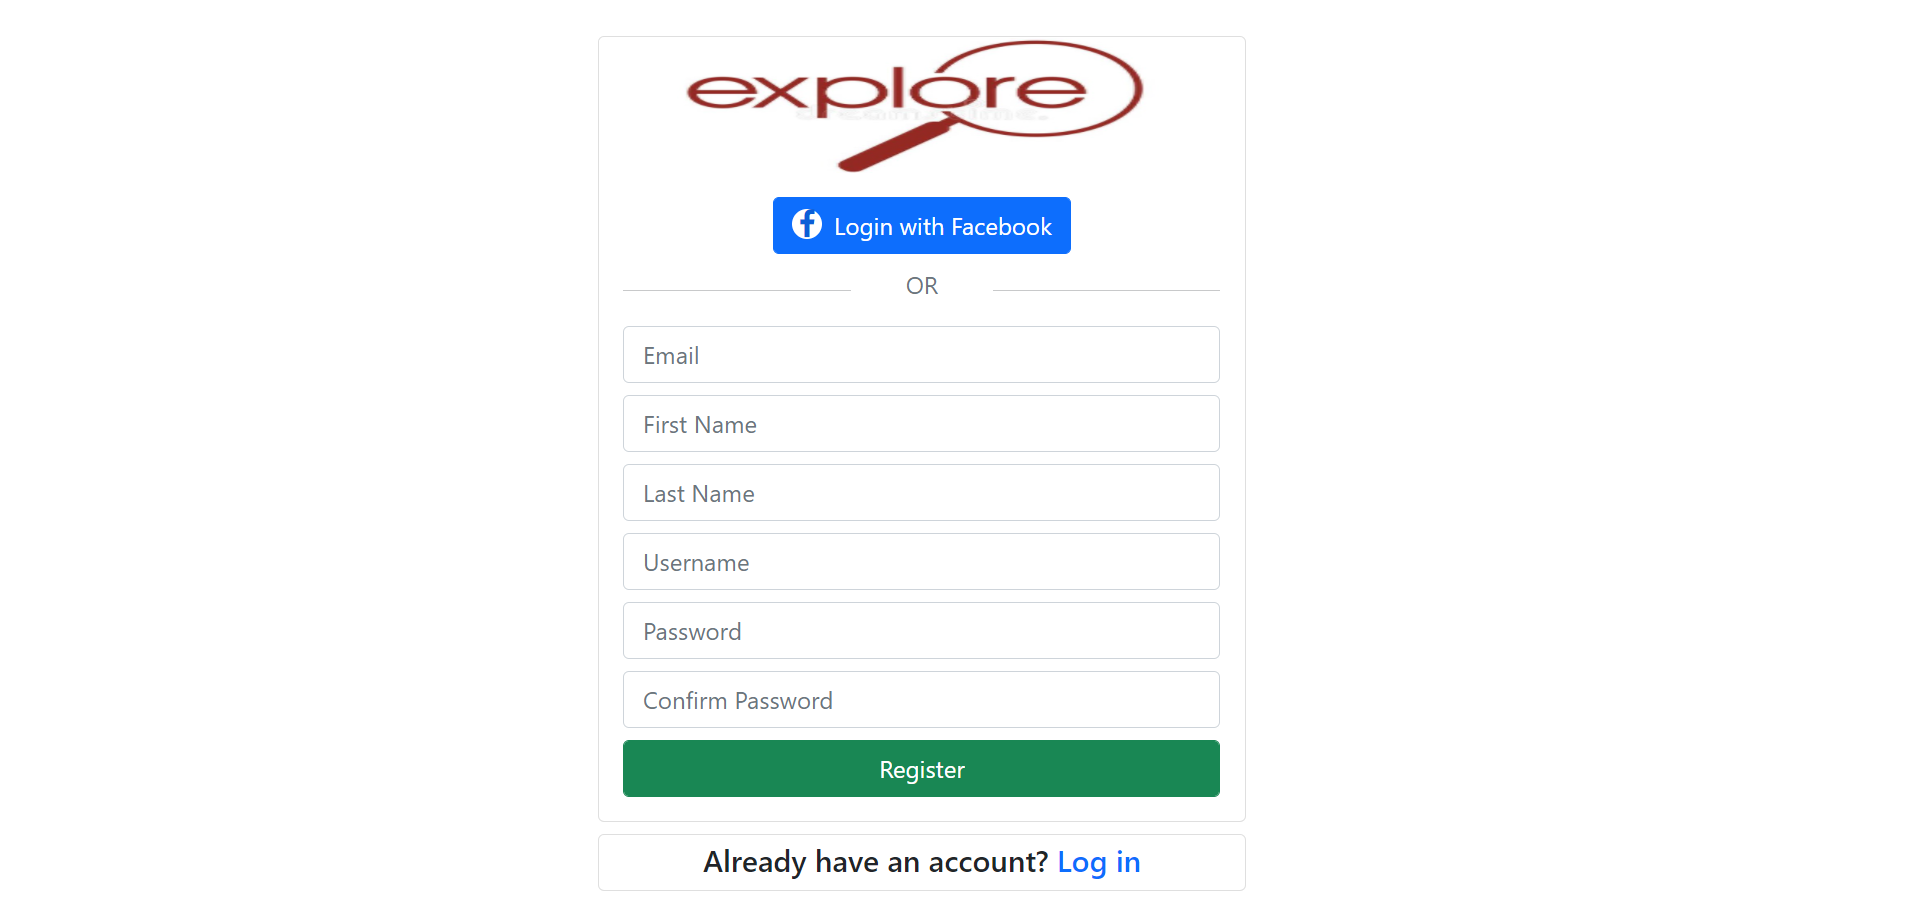 explore
Login with Facebook
OR
Email
First Name
Last Name
Username
Password
Confirm Password
Register
Already have an account? Log in